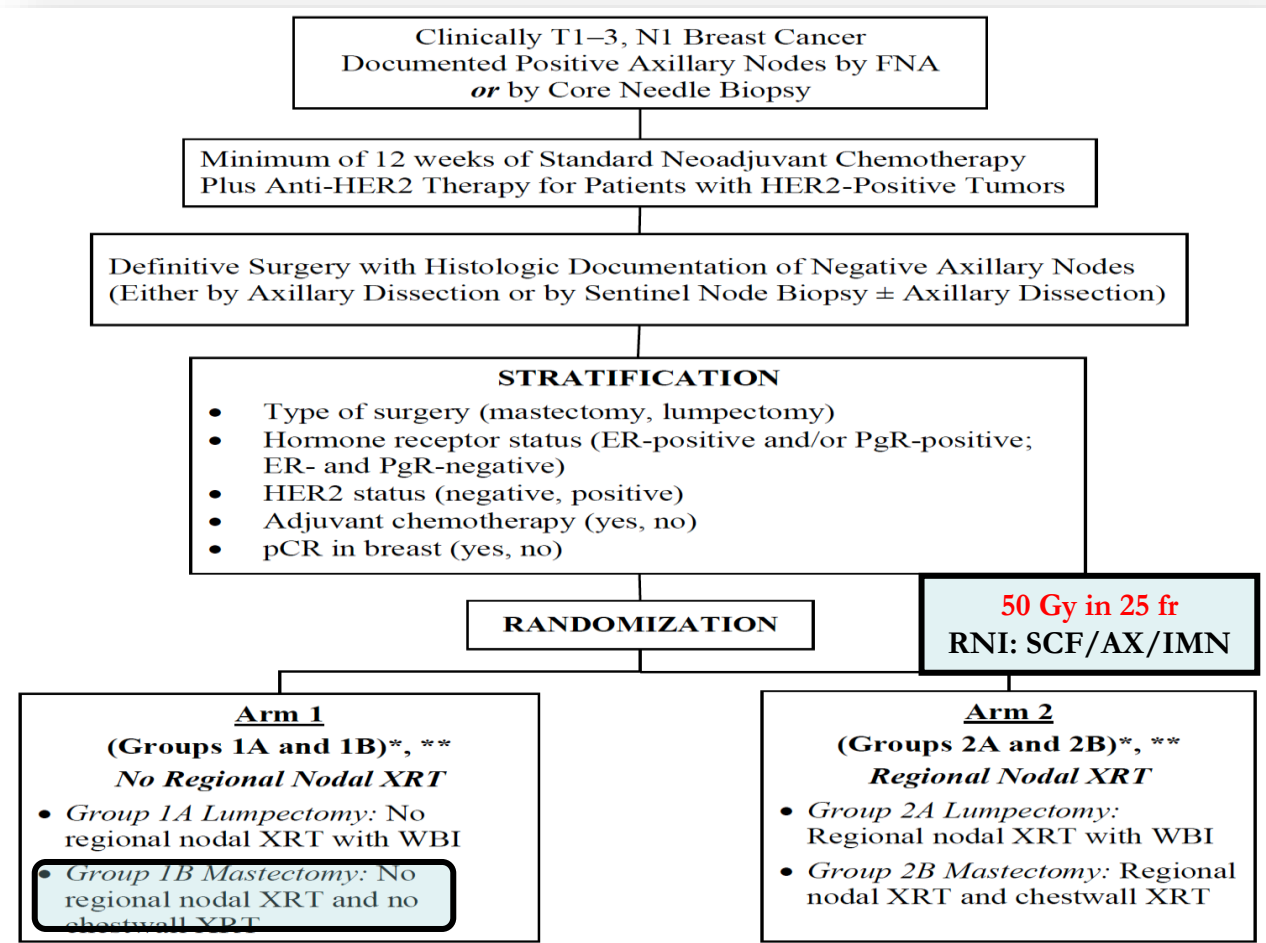 Clinically T1–3, N1 Breast Cancer
Documented Positive Axillary Nodes by FNA
or by Core Needle Biopsy
Minimum of 12 weeks of Standard Neoadjuvant Chemotherapy
Plus Anti-HER2 Therapy for Patients with HER2-Positive Tumors
Definitive Surgery with Histologic Documentation of Negative Axillary Nodes
(Either by Axillary Dissection or by Sentinel Node Biopsy ± Axillary Dissection)
STRATIFICATION
• Type of surgery (mastectomy, lumpectomy)
• Hormone receptor status (ER-positive and/or PgR-positive;
ER- and PgR-negative)
• HER2 status (negative, positive)
• Adjuvant chemotherapy (yes, no)
• pCR in breast (yes, no)
50 Gy in 25 fr
RNI: SCF/AX/IMN
RANDOMIZATION
Arm 1
(Groups 1A and 1B)*, **
No Regional Nodal XRT
• Group 1A Lumpectomy: No
regional nodal XRT with WBI
• Group 1B Mastectomy: No
regional nodal XRT and no
chestwall XRT
Arm 2
(Groups 2A and 2B)*, **
Regional Nodal XRT
• Group 2A Lumpectomy:
Regional nodal XRT with WBI
• Group 2B Mastectomy: Regional
nodal XRT and chestwall XRT